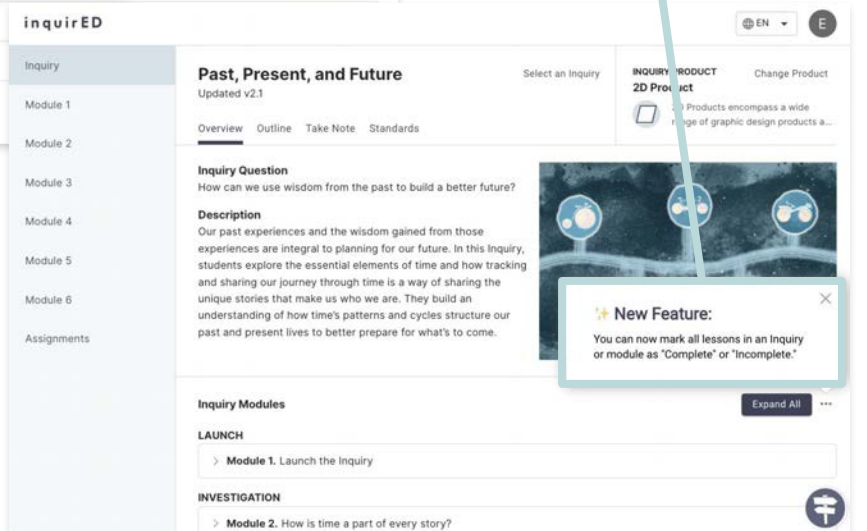 inquirED
EN
E
Inquiry
Module 1
Module 2
Module 3
Module 4
Module 5
Module 6
Assignments
Past, Present, and Future
Updated v2.1
Select an Inquiry
Overview Outline Take Note Standards
INQUIRY PRODUCT
Change Product
2D Product
Products encompass a wide
range of graphic design products a...
Inquiry Question
How can we use wisdom from the past to build a better future?
Description
Our past experiences and the wisdom gained from those
experiences are integral to planning for our future. In this Inquiry,
students explore the essential elements of time and how tracking
and sharing our journey through time is a way of sharing the
unique stories that make us who we are. They build an
understanding of how time's patterns and cycles structure our
past and present lives to better prepare for what's to come.
New Feature:
You can now mark all lessons in an Inquiry
or module as "Complete" or "Incomplete."
Inquiry Modules
Expand All
LAUNCH
Module 1. Launch the Inquiry
INVESTIGATION
Module 2. How is time a part of every story?